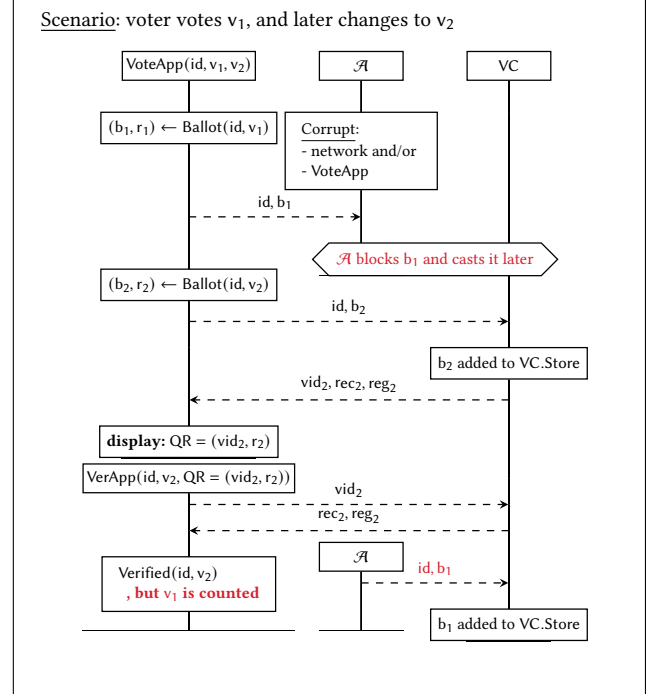 Scenario: voter votes v₁, and later changes to v₂
VoteApp(id, v₁, v₂)
𝒜
VC
(b₁, r₁) ← Ballot(id, v₁)
Corrupt:
- network and/or
- VoteApp
id, b₁
𝒜 blocks b₁ and casts it later
(b₂, r₂) ← Ballot(id, v₂)
id, b₂
b₂ added to VC.Store
vid₂, rec₂, reg₂
display: QR = (vid₂, r₂)
VerApp(id, v₂, QR = (vid₂, r₂))
vid₂
rec₂, reg₂
𝒜
Verified(id, v₂)
, but v₁ is counted
id, b₁
b₁ added to VC.Store